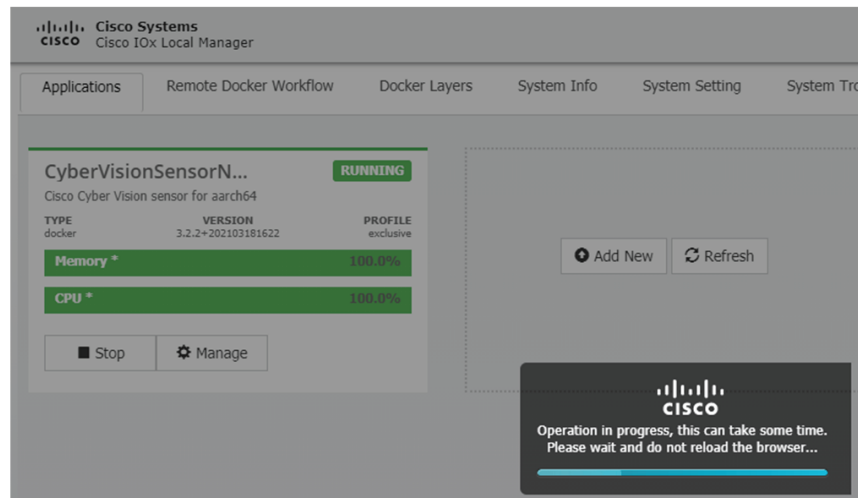 Cisco Systems
CISCO Cisco IOx Local Manager
Applications Remote Docker Workflow Docker Layers System Info System Setting System Tro
CyberVisionSensorN... RUNNING
Cisco Cyber Vision sensor for aarch64
TYPE VERSION PROFILE
docker 3.2.2+202103181622 exclusive
Memory * 100.0%
CPU * 100.0%
Stop Manage
Add New Refresh
CISCO
Operation in progress, this can take some time.
Please wait and do not reload the browser...